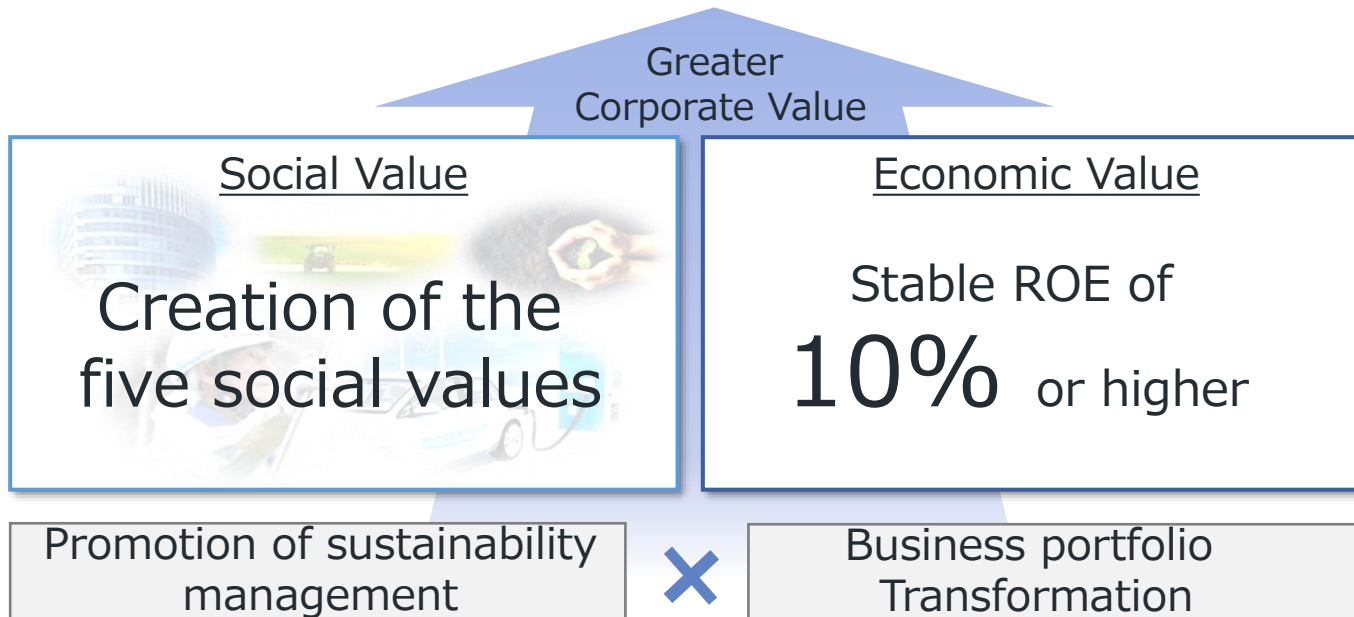 Greater
Corporate Value
Social Value
Creation of the
five social values
Economic Value
Stable ROE of
10% or higher
Promotion of sustainability
management
×
Business portfolio
Transformation